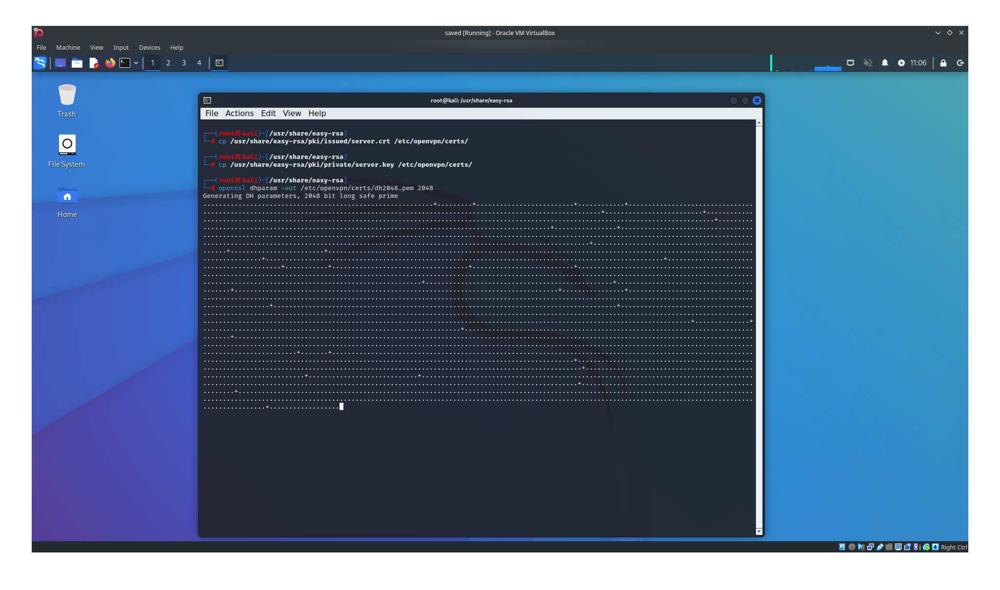 saved [Running] - Oracle VM VirtualBox
File Machine View Input Devices Help
1 2 3 4 11:06
Trash
File System
Home
root@kali: /usr/share/easy-rsa
File Actions Edit View Help
┌──(root㉿kali)-[/usr/share/easy-rsa]
└─# cp /usr/share/easy-rsa/pki/issued/server.crt /etc/openvpn/certs/
┌──(root㉿kali)-[/usr/share/easy-rsa]
└─# cp /usr/share/easy-rsa/pki/private/server.key /etc/openvpn/certs/
┌──(root㉿kali)-[/usr/share/easy-rsa]
└─# openssl dhparam -out /etc/openvpn/certs/dh2048.pem 2048
Generating DH parameters, 2048 bit long safe prime
Right Ctrl